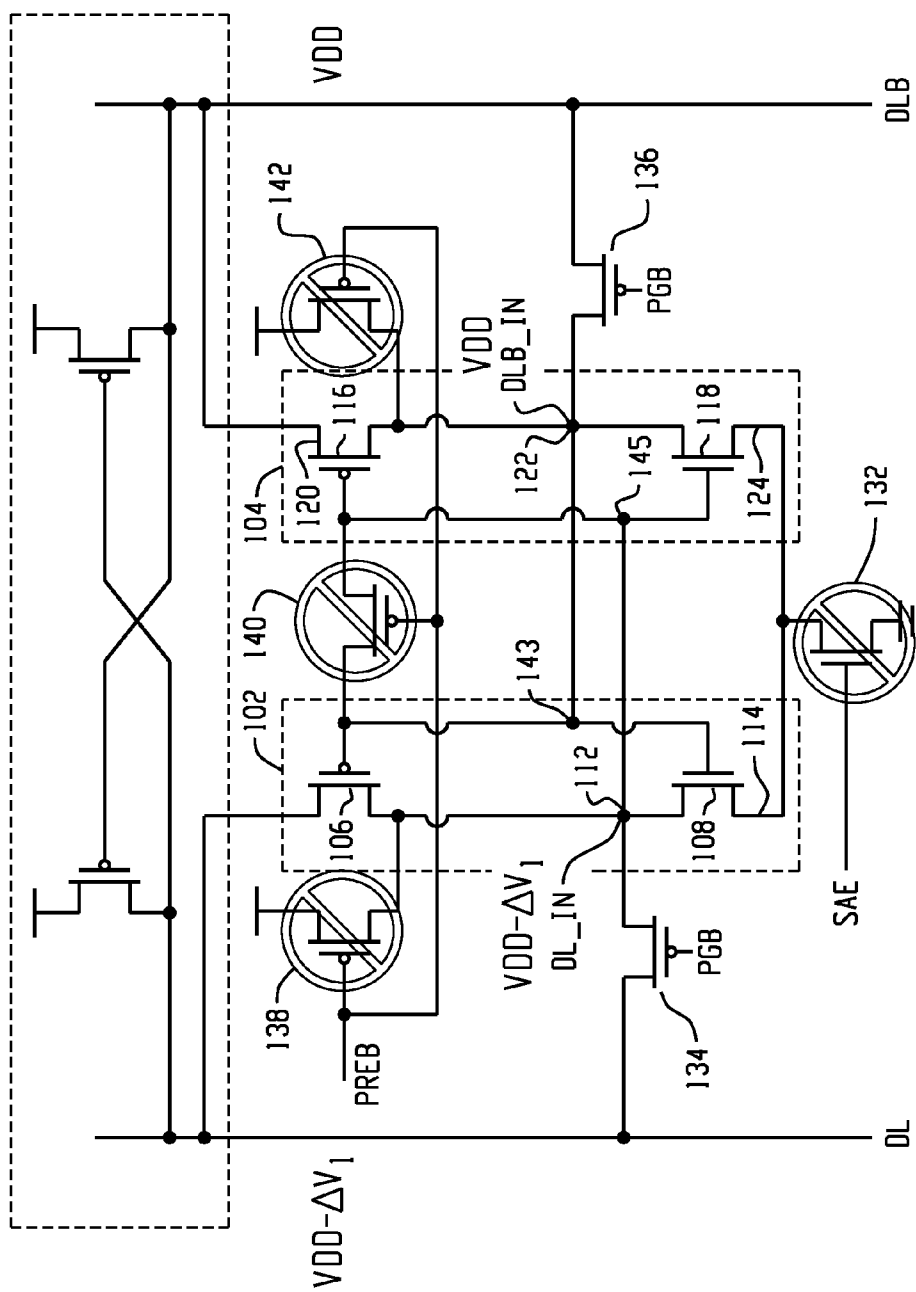 VDD
VDD-ΔV1
DLB
DL
142
136
PGB
VDD
DLB_IN
104
120
116
122
145
118
124
132
140
143
102
106
112
114
108
VDD-ΔV1
DL_IN
SAE
138
PREB
PGB
134